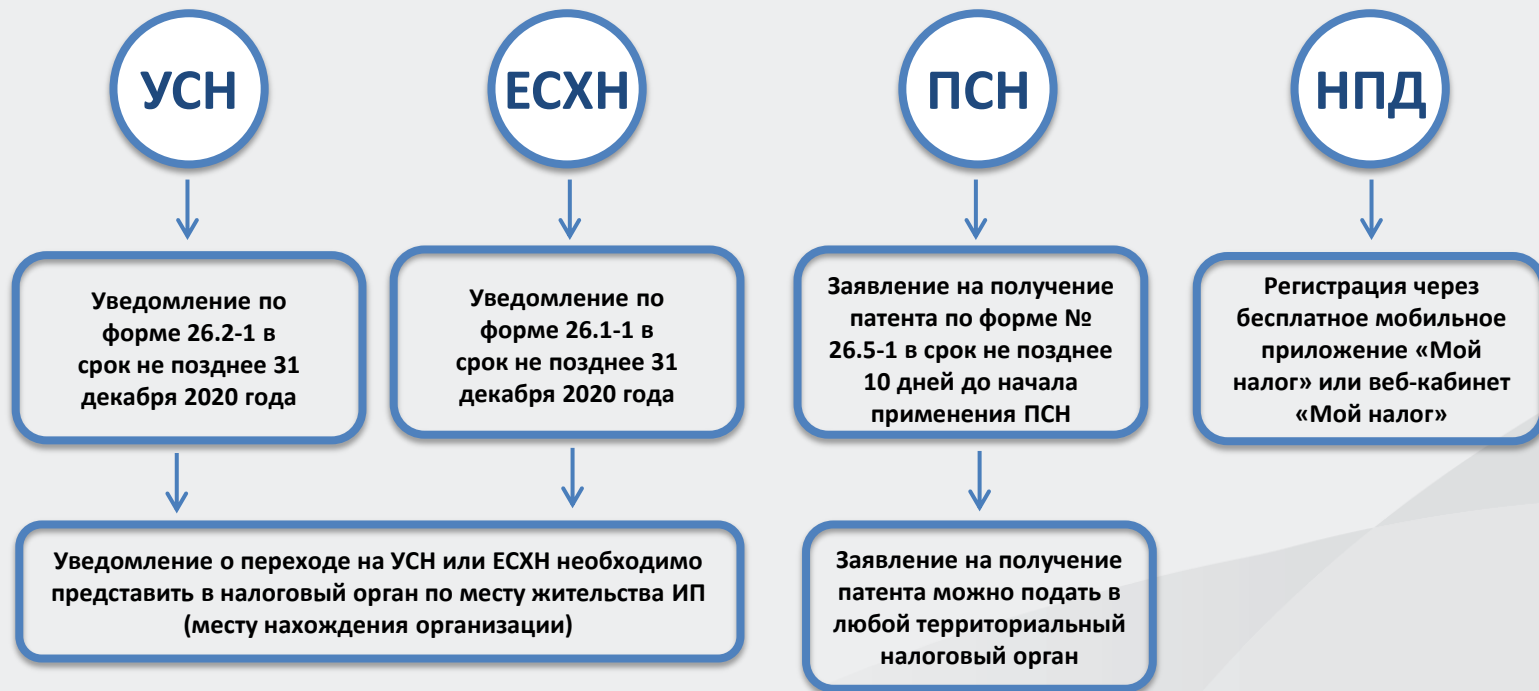 УСН
ЕСХН
ПСН
НПД
Уведомление по
форме 26.2-1 в
срок не позднее 31
декабря 2020 года
Уведомление по
форме 26.1-1 в
срок не позднее 31
декабря 2020 года
Заявление на получение
патента по форме №
26.5-1 в срок не позднее
10 дней до начала
применения ПСН
Регистрация через
бесплатное мобильное
приложение «Мой
налог» или веб-кабинет
«Мой налог»
Уведомление о переходе на УСН или ЕСХН необходимо
представить в налоговый орган по месту жительства ИП
(месту нахождения организации)
Заявление на получение
патента можно подать в
любой территориальный
налоговый орган